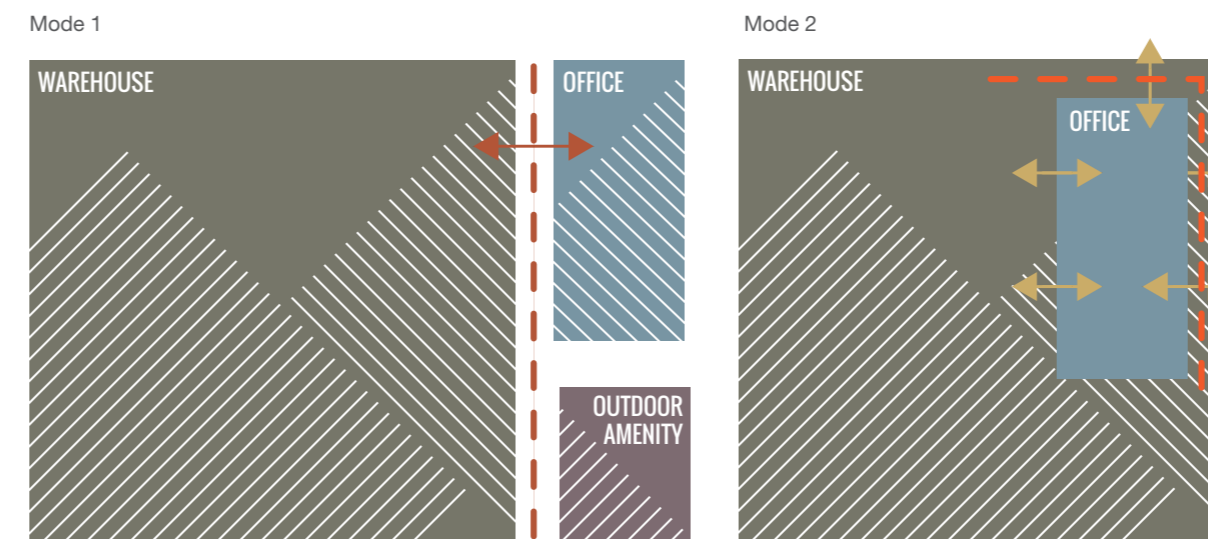 Mode 1
WAREHOUSE
OFFICE
OUTDOOR
AMENITY
Mode 2
WAREHOUSE
OFFICE